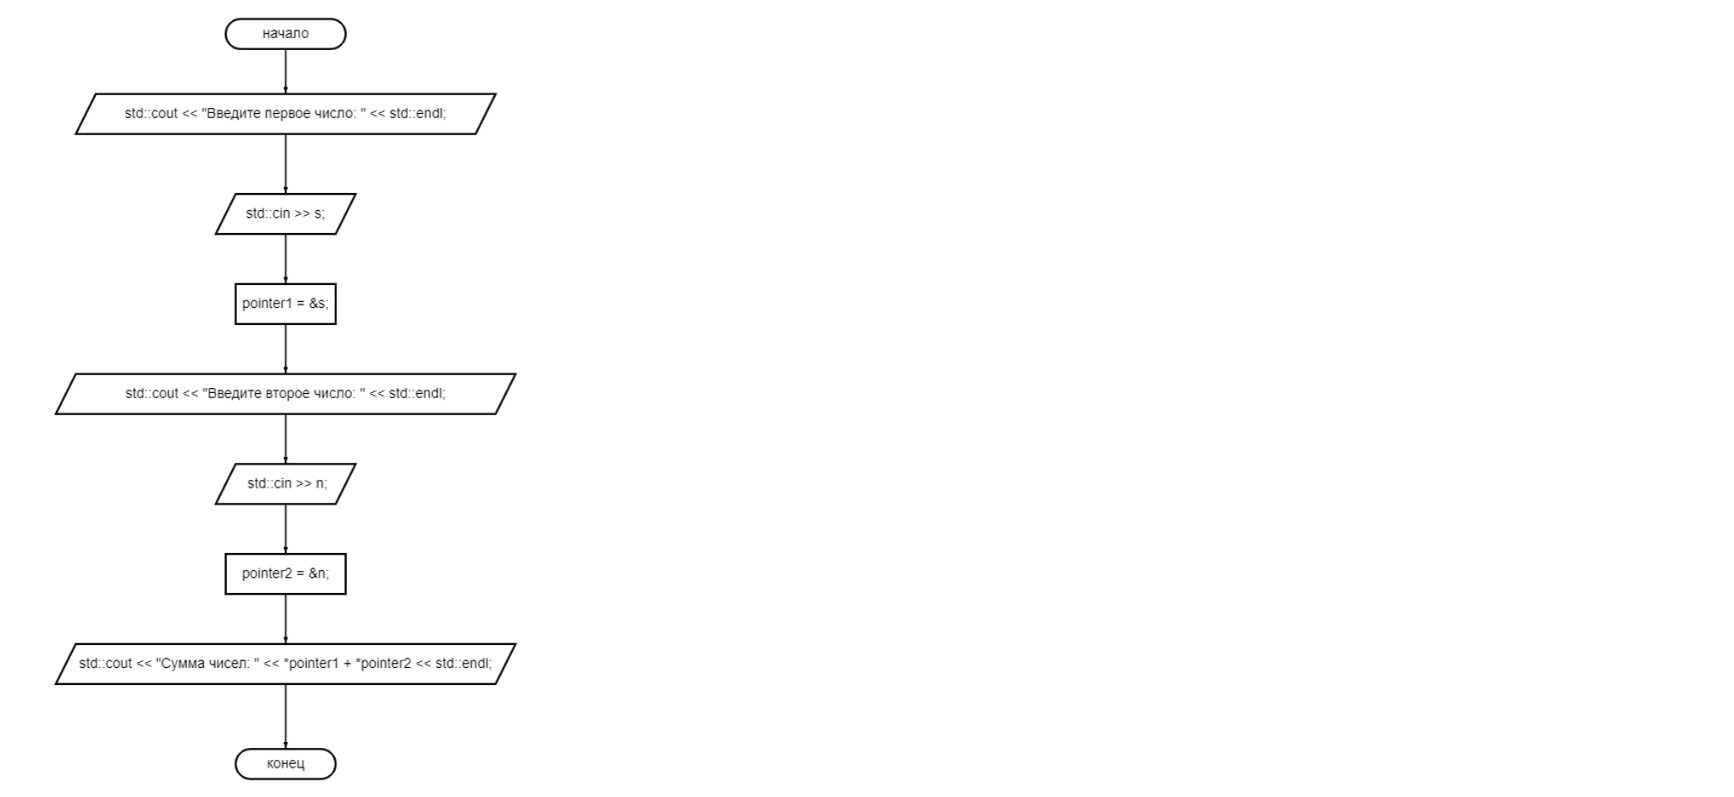 начало
std::cout << "Введите первое число: " << std::endl;
std::cin >> s;
pointer1 = &s;
std::cout << "Введите второе число: " << std::endl;
std::cin >> n;
pointer2 = &n;
std::cout << "Сумма чисел: " << *pointer1 + *pointer2 << std::endl;
конец